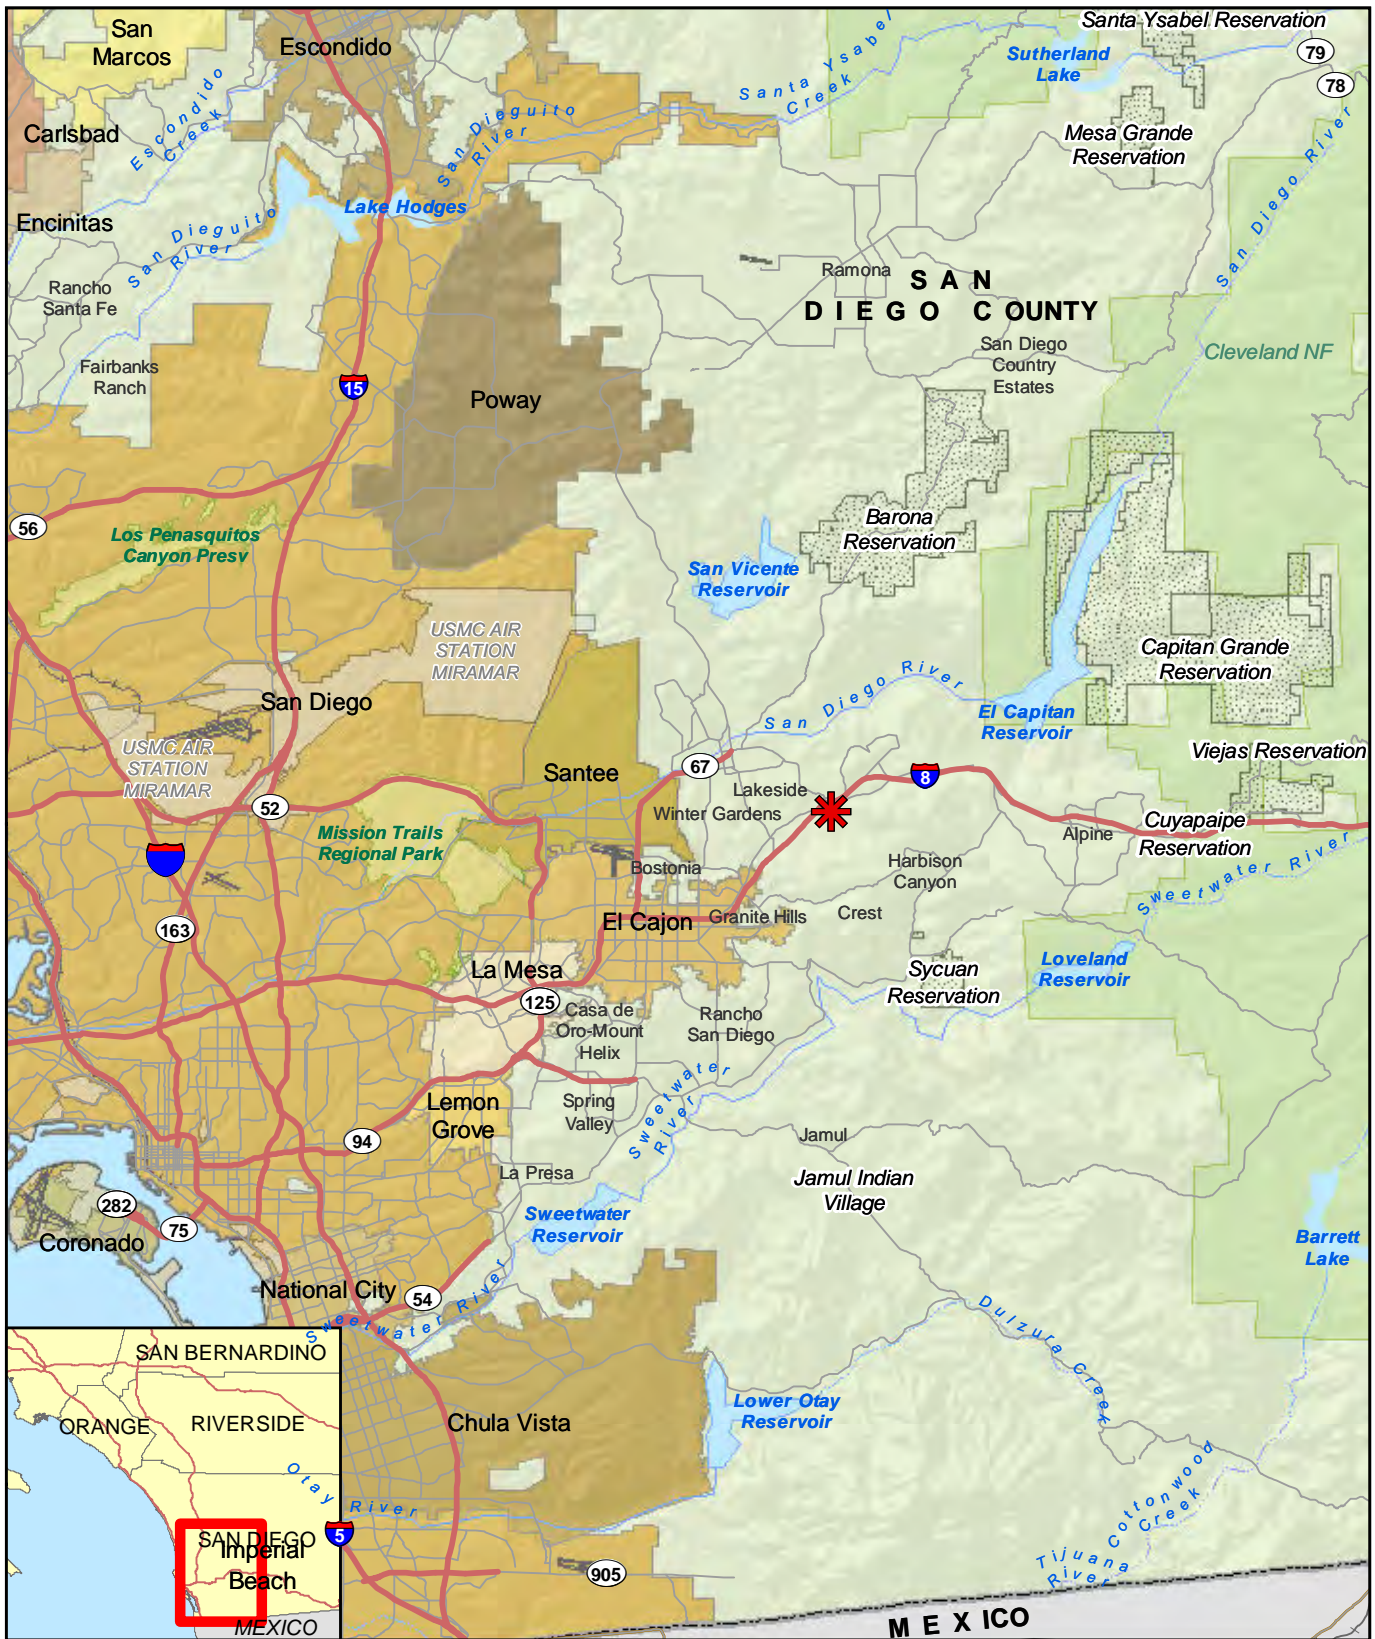 Santa Ysabel Reservation
San
Marcos
Escondido
Santa Ysabel
Creek
Sutherland
Lake
79
78
Escondido
Creek
Carlsbad
San Dieguito
River
Mesa Grande
Reservation
San Diego River
Lake Hodges
Encinitas
San Dieguito
River
Rancho
Santa Fe
Ramona
SAN
DIEGO COUNTY
San Diego
Country
Estates
Cleveland NF
Fairbanks
Ranch
15
Poway
56
Los Penasquitos
Canyon Presv
Barona
Reservation
San Vicente
Reservoir
USMC AIR
STATION
MIRAMAR
Capitan Grande
Reservation
San Diego
San Diego River
El Capitan
Reservoir
USMC AIR
STATION
MIRAMAR
Viejas Reservation
Santee
67
8
Lakeside
Winter Gardens
52
Mission Trails
Regional Park
Alpine
Cuyapaipe
Reservation
Bostonia
Harbison
Canyon
Sweetwater River
163
El Cajon
Granite Hills
Crest
La Mesa
Sycuan
Reservation
Loveland
Reservoir
125
Casa de
Oro-Mount
Helix
Rancho
San Diego
Sweetwater
River
Lemon
Grove
Spring
Valley
94
Jamul
La Presa
Jamul Indian
Village
282
75
Coronado
Sweetwater
Reservoir
Barrett
Lake
National City
54
Sweetwater River
Dulzura Creek
SAN BERNARDINO
ORANGE
RIVERSIDE
Lower Otay
Reservoir
Chula Vista
Otay River
Cottonwood
Creek
SAN DIEGO
5
Imperial
Beach
905
Tijuana
River
MEXICO
MEXICO